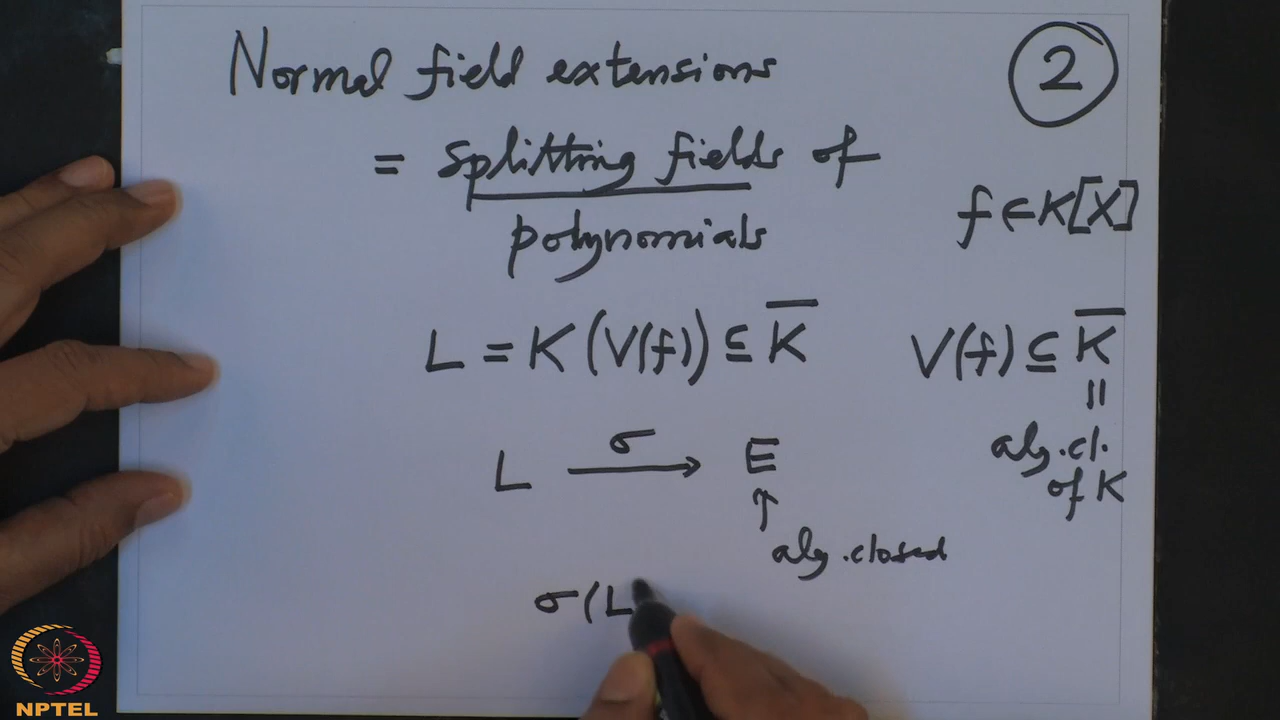 Normal field extensions
②
= Splitting fields of
polynomials
f ∈ K[X]
L = K(V(f)) ⊆ K̅
V(f) ⊆ K̅
||
alg.cl.
of K
L →^σ E
↑
alg.closed
σ(L
NPTEL